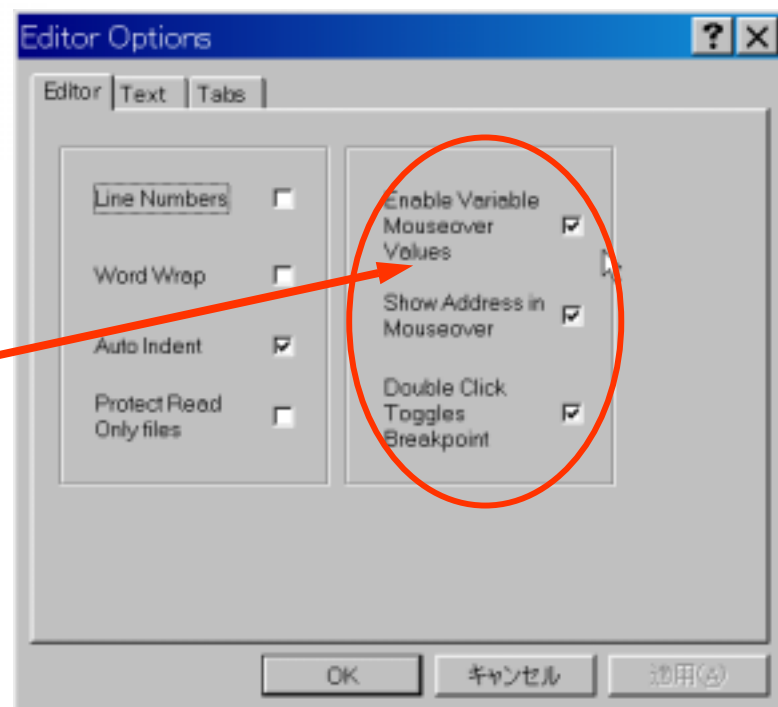 Editor Options
Editor Text Tabs
Line Numbers
Word Wrap
Auto Indent
Protect Read
Only files
Enable Variable
Mouseover
Values
Show Address in
Mouseover
Double Click
Toggles
Breakpoint
OK キャンセル 適用(A)